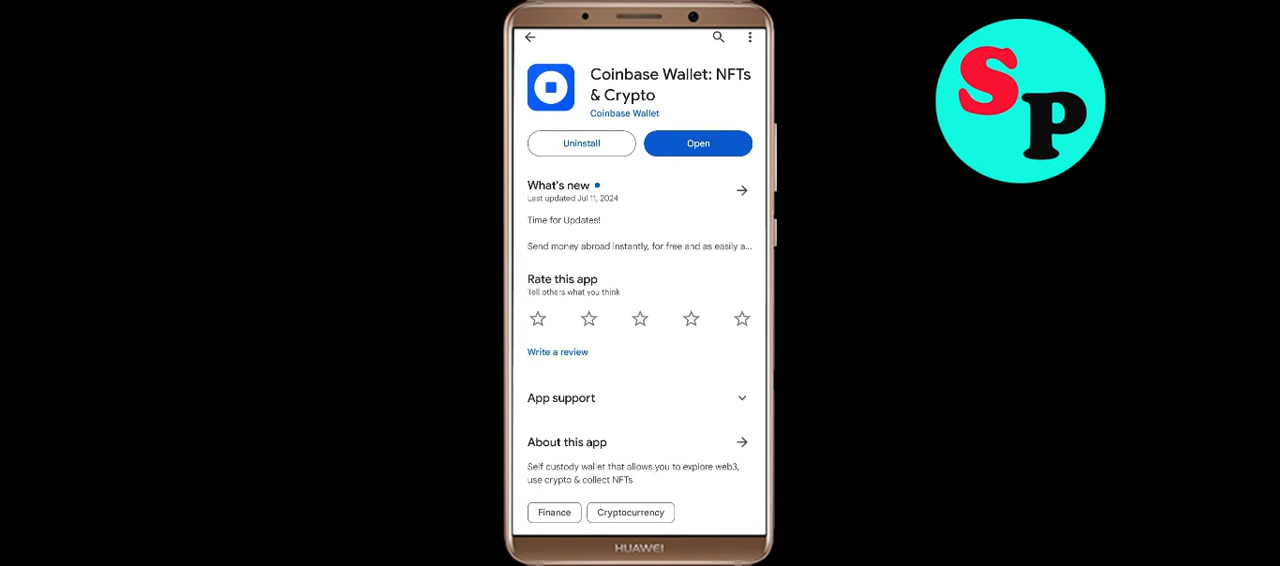 Coinbase Wallet: NFTs
& Crypto
Coinbase Wallet
Uninstall
Open
What's new
Last updated Jul 11, 2024
Time for Updates!
Send money abroad instantly, for free and as easily a...
Rate this app
Tell others what you think
Write a review
App support
About this app
Self custody wallet that allows you to explore web3,
use crypto & collect NFTs
Finance
Cryptocurrency
HUAWEI
SP